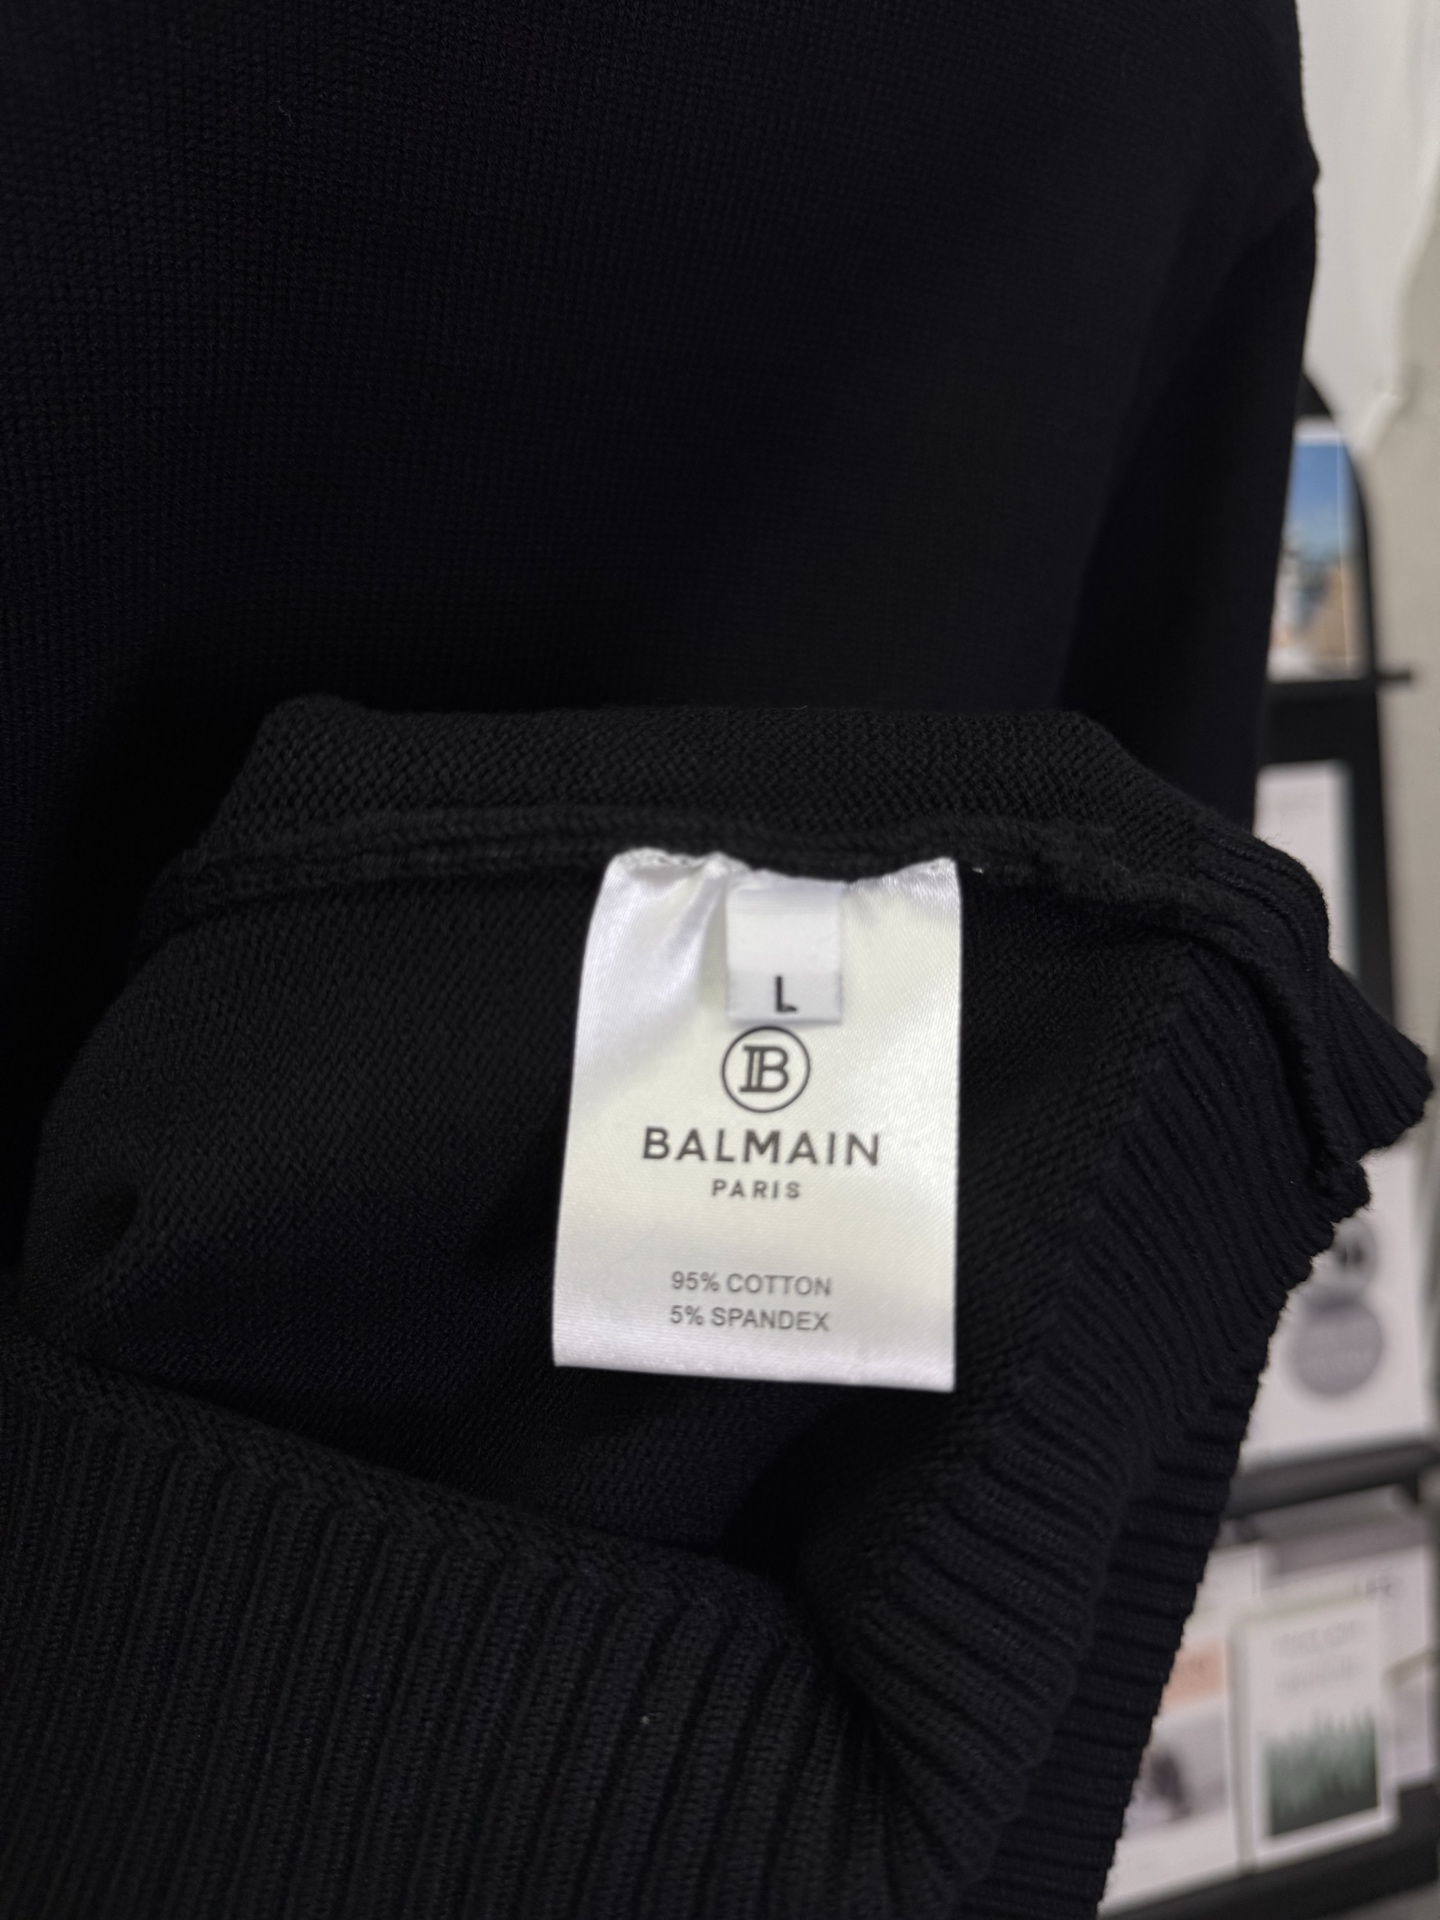 L
B
BALMAIN
PARIS
95% COTTON
5% SPANDEX